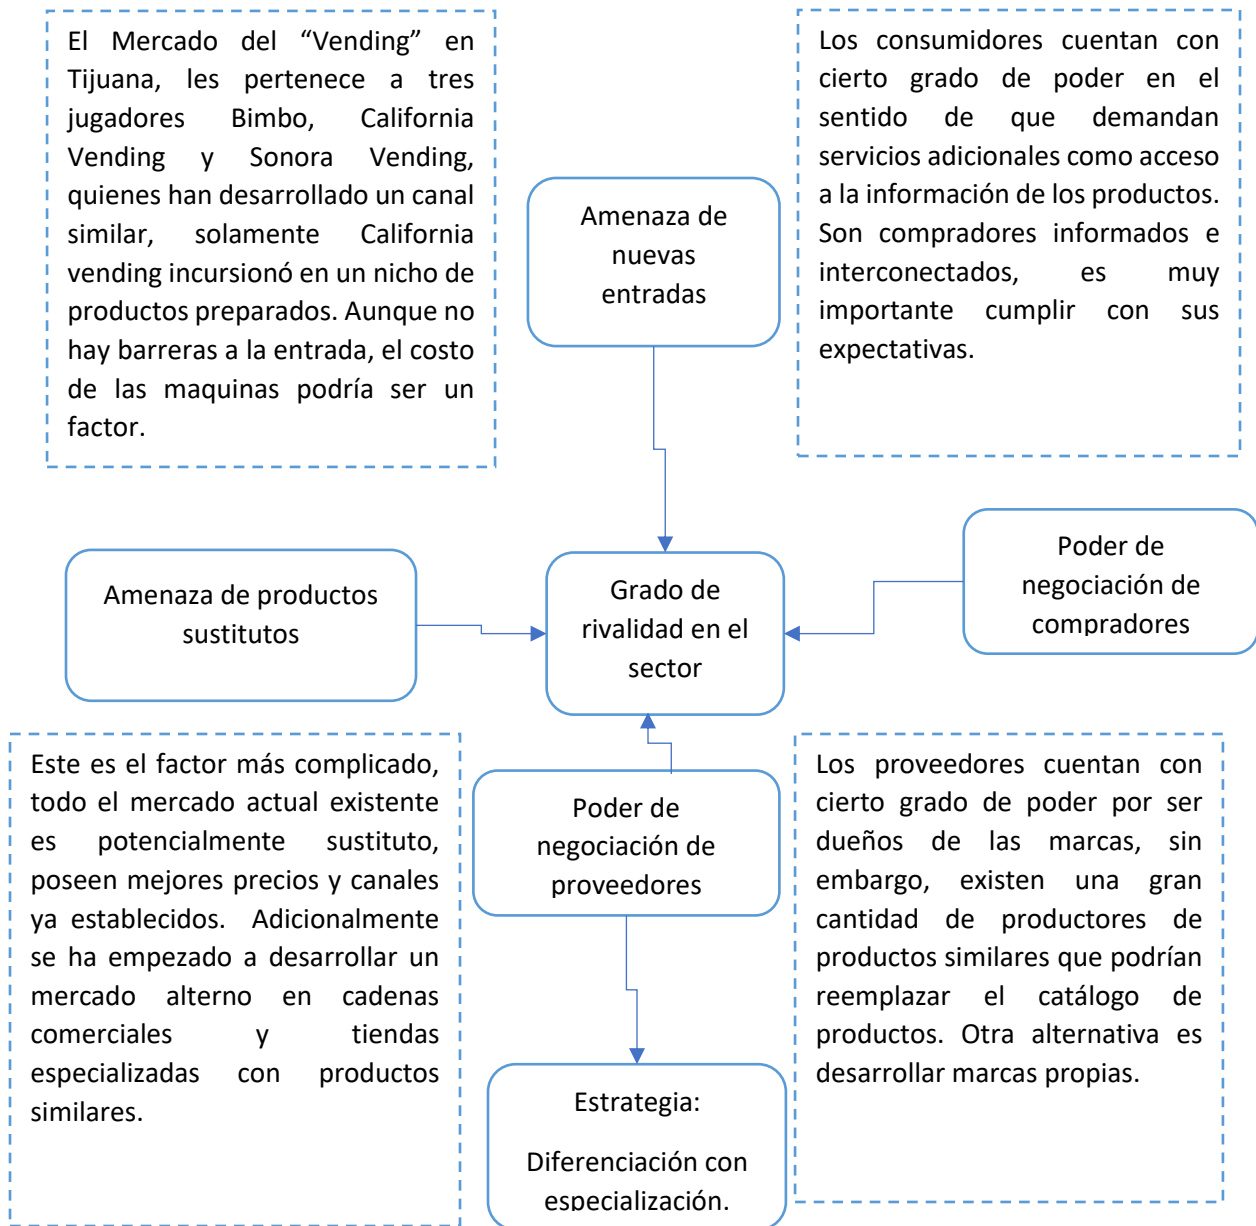 El Mercado del “Vending” en
Tijuana, les pertenece a tres
jugadores Bimbo, California
Vending y Sonora Vending,
quienes han desarrollado un canal
similar, solamente California
vending incursionó en un nicho de
productos preparados. Aunque no
hay barreras a la entrada, el costo
de las maquinas podría ser un
factor.
Los consumidores cuentan con
cierto grado de poder en el
sentido de que demandan
servicios adicionales como acceso
a la información de los productos.
Son compradores informados e
interconectados, es muy
importante cumplir con sus
expectativas.
Amenaza de
nuevas
entradas
Amenaza de productos
sustitutos
Grado de
rivalidad en el
sector
Poder de
negociación de
compradores
Este es el factor más complicado,
todo el mercado actual existente
es potencialmente sustituto,
poseen mejores precios y canales
ya establecidos. Adicionalmente
se ha empezado a desarrollar un
mercado alterno en cadenas
comerciales y tiendas
especializadas con productos
similares.
Poder de
negociación de
proveedores
Los proveedores cuentan con
cierto grado de poder por ser
dueños de las marcas, sin
embargo, existen una gran
cantidad de productores de
productos similares que podrían
reemplazar el catálogo de
productos. Otra alternativa es
desarrollar marcas propias.
Estrategia:
Diferenciación con
especialización.